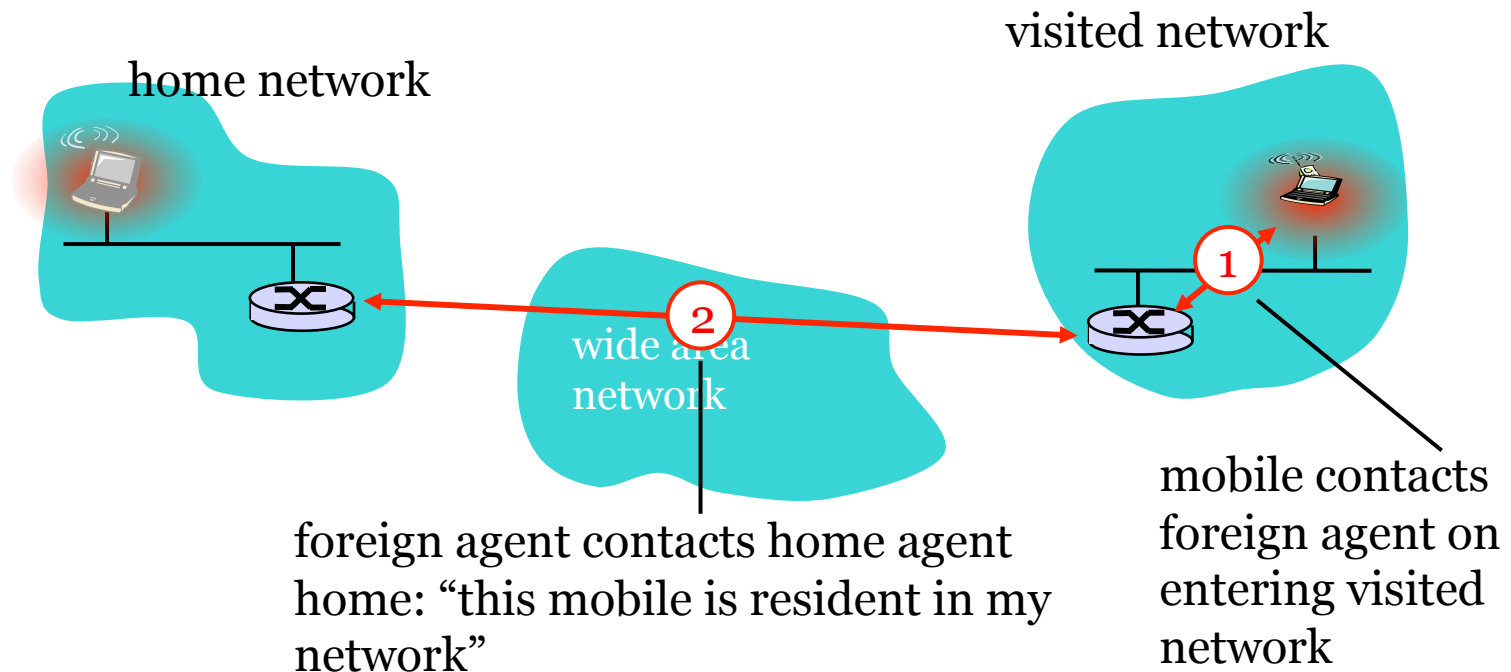 visited network
home network
1
2
wide area
network
foreign agent contacts home agent
home: “this mobile is resident in my
network”
mobile contacts
foreign agent on
entering visited
network